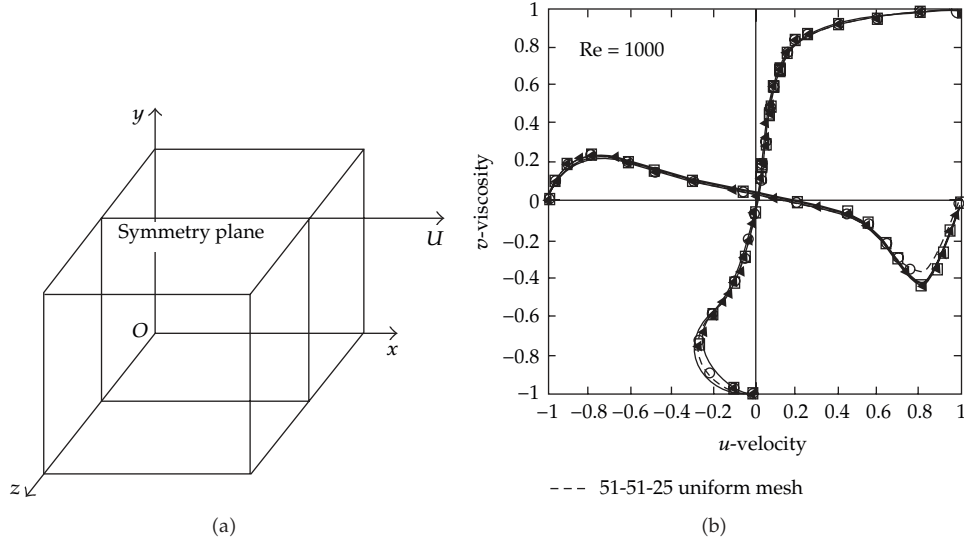 y
Symmetry plane
U
O
x
z
(a)
Re = 1000
1
0.8
0.6
0.4
0.2
0
−0.2
−0.4
−0.6
−0.8
−1
v-viscosity
−1 −0.8 −0.6 −0.4 −0.2 0 0.2 0.4 0.6 0.8 1
u-velocity
51-51-25 uniform mesh
(b)